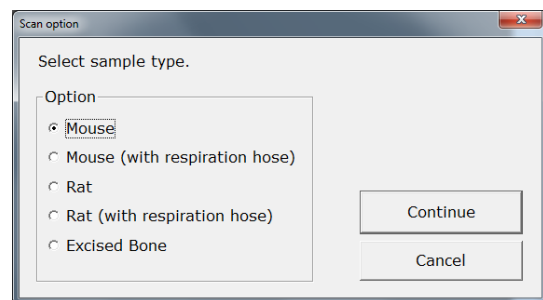 Scan option
Select sample type.
Option
Mouse
Mouse (with respiration hose)
Rat
Rat (with respiration hose)
Excised Bone
Continue
Cancel